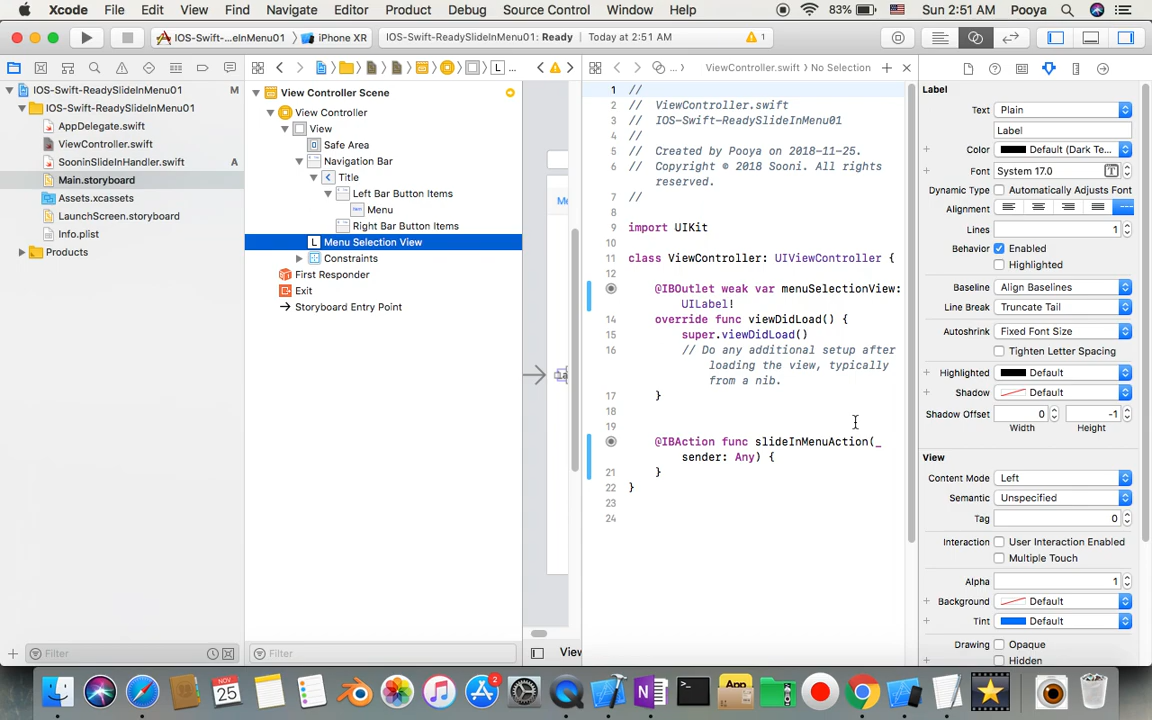 Xcode File Edit View Find Navigate Editor Product Debug Source Control Window Help 83% Sun 2:51 AM Pooya
IOS-Swift-...eInMenu01 iPhone XR IOS-Swift-ReadySlideInMenu01: Ready Today at 2:51 AM 1
L ... ... ViewController.swift No Selection
IOS-Swift-ReadySlideInMenu01 M
IOS-Swift-ReadySlideInMenu01
AppDelegate.swift
ViewController.swift
SooninSlideInHandler.swift A
Main.storyboard
Assets.xcassets
LaunchScreen.storyboard
Info.plist
Products
Filter
View Controller Scene
View Controller
View
Safe Area
Navigation Bar
Title
Left Bar Button Items
Menu
Right Bar Button Items
L Menu Selection View
Constraints
First Responder
Exit
Storyboard Entry Point
Filter
View
1 //
2 // ViewController.swift
3 // IOS-Swift-ReadySlideInMenu01
4 //
5 // Created by Pooya on 2018-11-25.
6 // Copyright © 2018 Sooni. All rights
reserved.
7 //
8
9 import UIKit
10
11 class ViewController: UIViewController {
12
@IBOutlet weak var menuSelectionView:
UILabel!
14 override func viewDidLoad() {
15 super.viewDidLoad()
16 // Do any additional setup after
loading the view, typically
from a nib.
17 }
18
19
@IBAction func slideInMenuAction(_
sender: Any) {
21 }
22 }
23
24
Label
Text Plain
Label
Color Default (Dark Te...
Font System 17.0
Dynamic Type Automatically Adjusts Font
Alignment
Lines 1
Behavior Enabled
Highlighted
Baseline Align Baselines
Line Break Truncate Tail
Autoshrink Fixed Font Size
Tighten Letter Spacing
Highlighted Default
Shadow Default
Shadow Offset 0 -1
Width Height
View
Content Mode Left
Semantic Unspecified
Tag 0
Interaction User Interaction Enabled
Multiple Touch
Alpha 1
Background Default
Tint Default
Drawing Opaque
Hidden
NOV
25
2
App